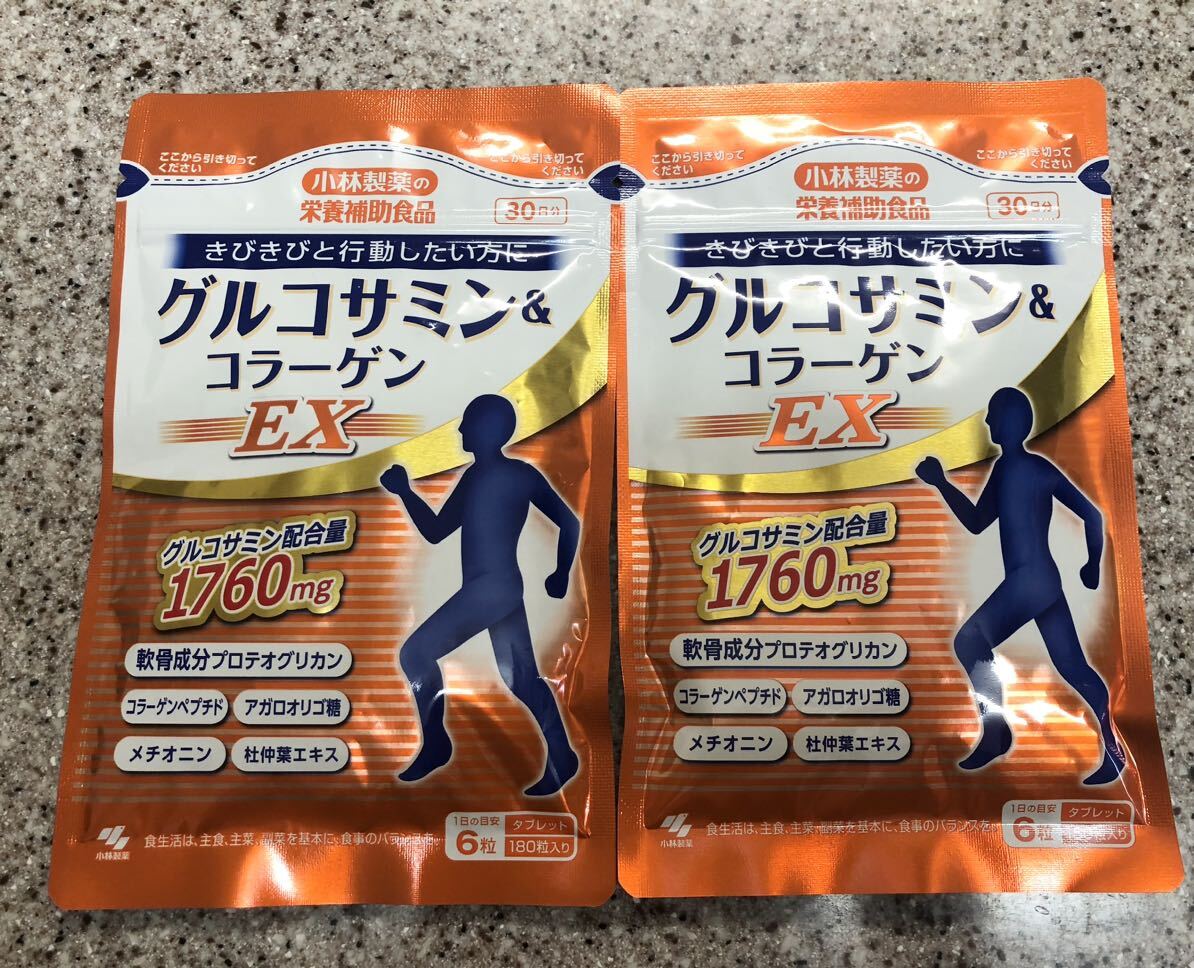 ここから引き切って
ください
ここから引き切って
ください
小林製薬の
栄養補助食品
30日分
きびきびと行動したい方に
グルコサミン&
コラーゲン
EX
グルコサミン配合量
1760mg
軟骨成分プロテオグリカン
コラーゲンペプチド
アガロオリゴ糖
メチオニン
杜仲葉エキス
小林製薬
食生活は、主食、主菜、副菜を基本に、食事のバランスを。
1日の目安
6粒
タブレット
180粒入り
ここから引き切って
ください
ここから引き切って
ください
小林製薬の
栄養補助食品
30日分
きびきびと行動したい方に
グルコサミン&
コラーゲン
EX
グルコサミン配合量
1760mg
軟骨成分プロテオグリカン
コラーゲンペプチド
アガロオリゴ糖
メチオニン
杜仲葉エキス
小林製薬
食生活は、主食、主菜、副菜を基本に、食事のバランスを
1日の目安
6粒
タブレット
入り